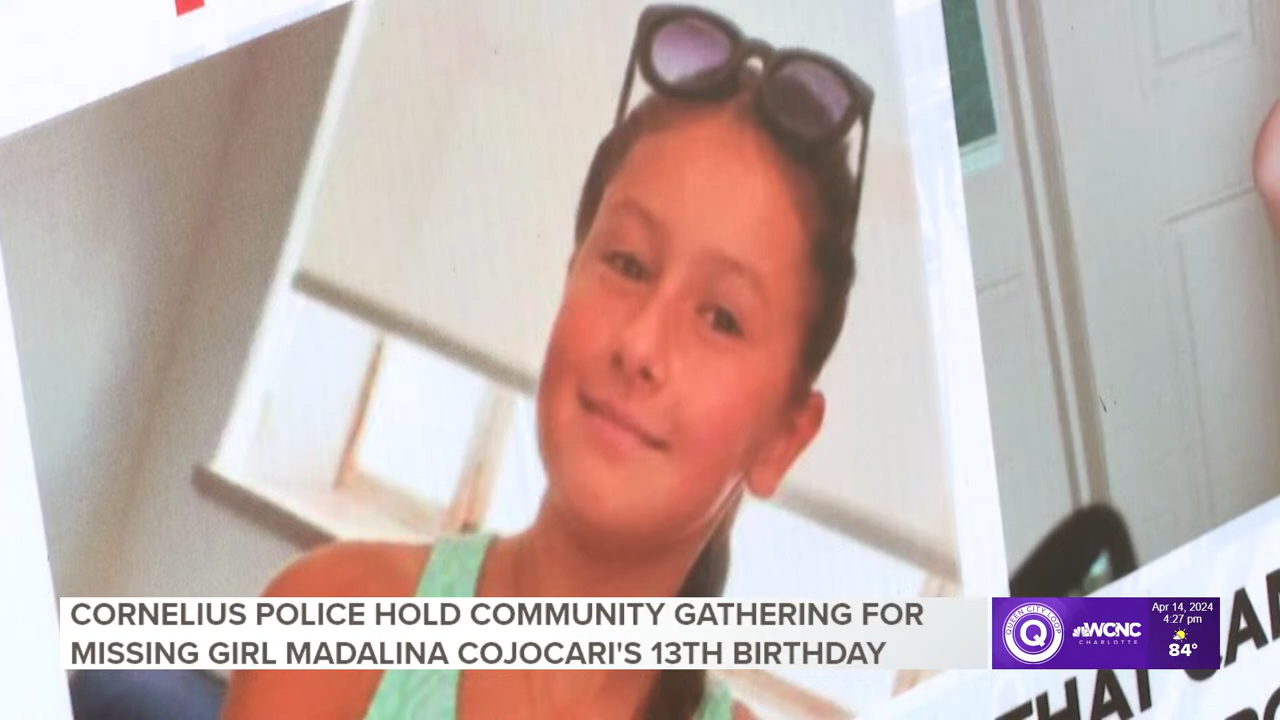 CORNELIUS POLICE HOLD COMMUNITY GATHERING FOR
MISSING GIRL MADALINA COJOCARI'S 13TH BIRTHDAY
QUEEN CITY LOOP
Q
WCNC
CHARLOTTE
Apr 14, 2024
4:27 pm
84°
THAT